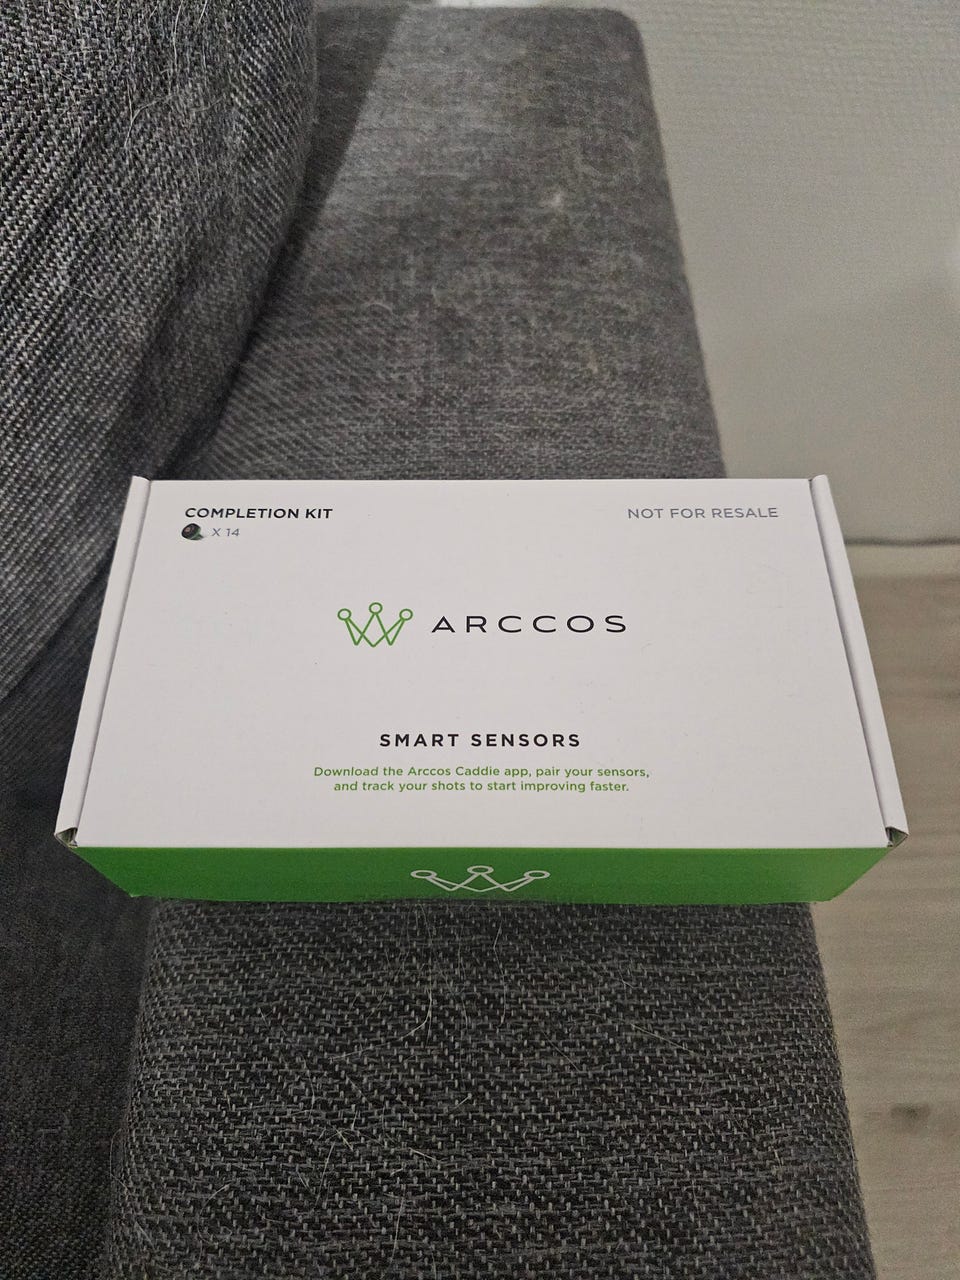 COMPLETION KIT
X 14
NOT FOR RESALE
ARCCOS
SMART SENSORS
Download the Arccos Caddie app, pair your sensors,
and track your shots to start improving faster.